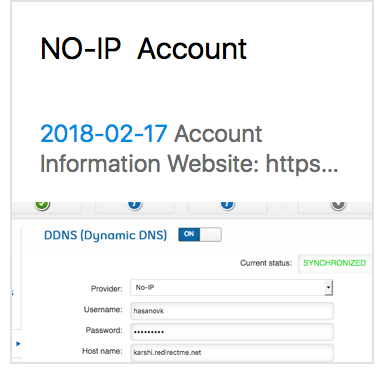 NO-IP  Account
2018-02-17 Account
Information Website: https...
DDNS (Dynamic DNS) ON
Current status: SYNCHRONIZED
Provider: No-IP
Username: hasanovk
Password: •••••••••
Host name: karshi.redirectme.net